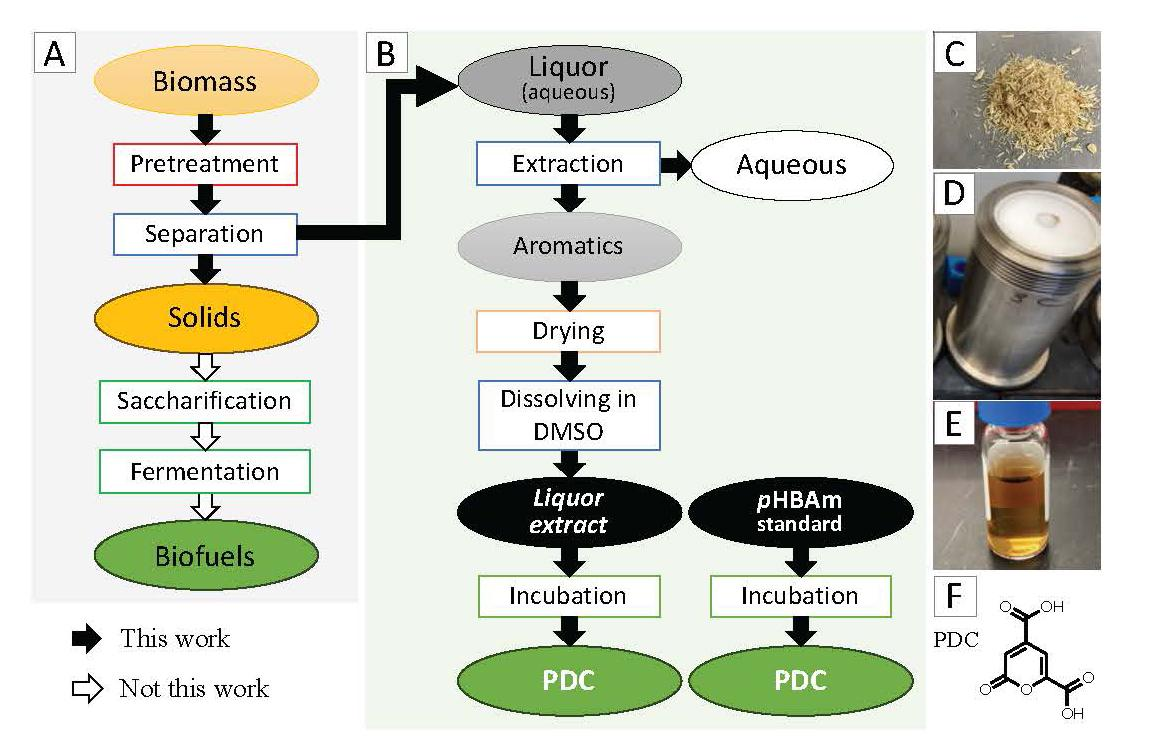 A
Biomass
Pretreatment
Separation
Solids
Saccharification
Fermentation
Biofuels
This work
Not this work
B
Liquor
(aqueous)
Extraction
Aqueous
Aromatics
Drying
Dissolving in
DMSO
Liquor
extract
Incubation
PDC
pHBAm
standard
Incubation
PDC
C
D
3 C
E
F
PDC
O
OH
O
O
O
OH